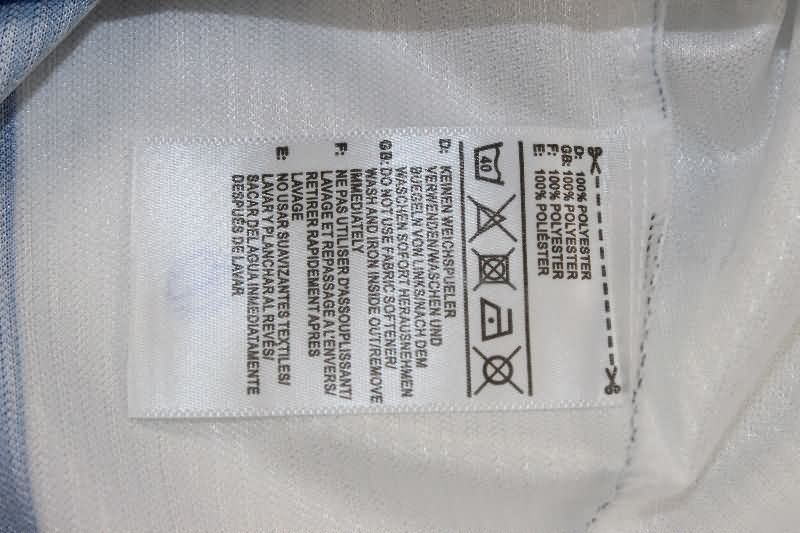 D: 100% POLYESTER
GB: 100% POLYESTER
F: 100% POLYESTER
E: 100% POLIÉSTER
40
D: KEINEN WEICHSPUELER
VERWENDEN/WASCHEN UND
BUEGELN VON LINKS/NACH DEM
WASCHEN SOFORT HERAUSNEHMEN
GB: DO NOT USE FABRIC SOFTENER/
WASH AND IRON INSIDE OUT/REMOVE
IMMEDIATELY
F: NE PAS UTILISER D'ASSOUPLISSANT/
LAVAGE ET REPASSAGE A L'ENVERS/
RETIRER RAPIDEMENT APRES
LAVAGE
E: NO USAR SUAVIZANTES TEXTILES/
LAVAR Y PLANCHAR AL REVÉS/
SACAR DEL AGUA INMEDIATAMENTE
DESPUÉS DE LAVAR